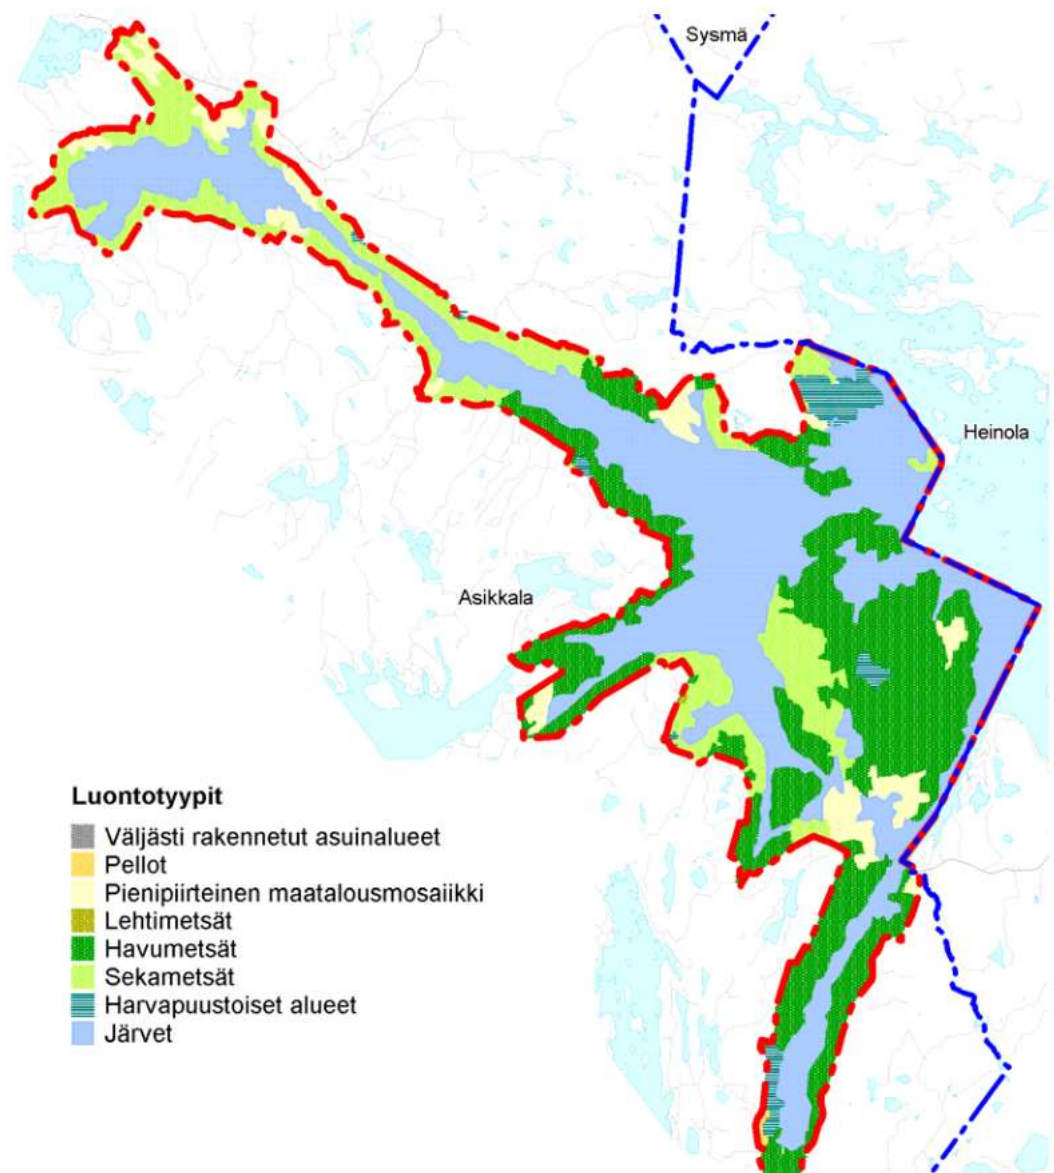 Sysmä
Heinola
Asikkala
Luontotyypit
Väljästi rakennetut asuinalueet
Pellot
Pienipiirteinen maatalousmosaiikki
Lehtimetsät
Havumetsät
Sekametsät
Harvapuustoiset alueet
Järvet